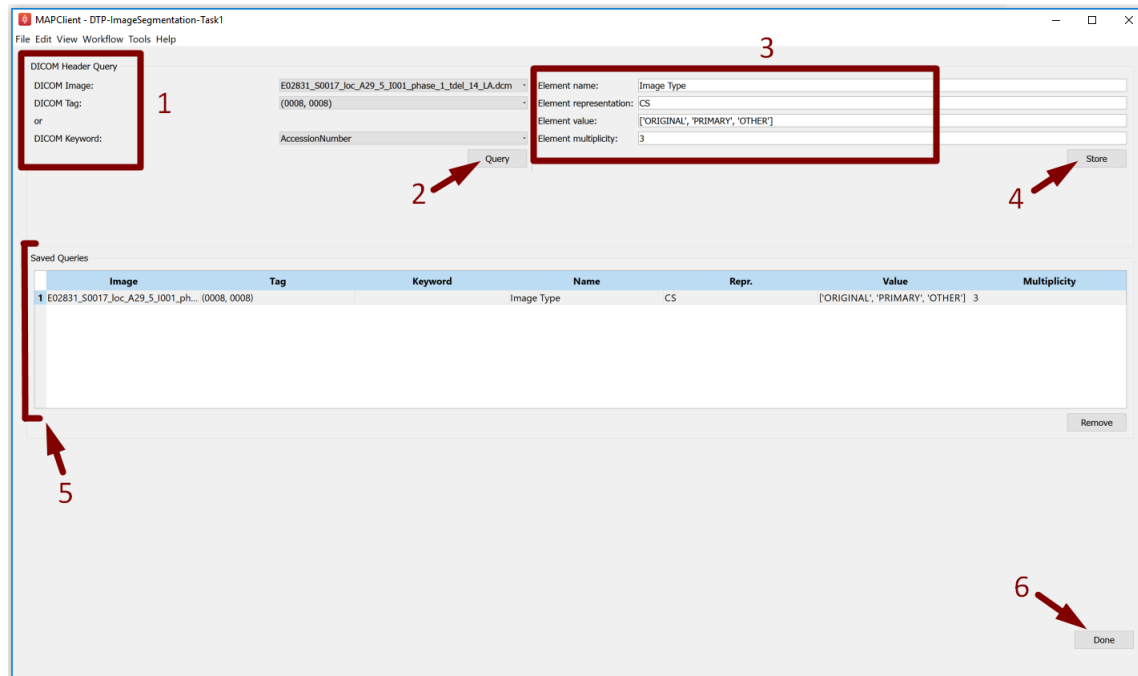 MAPClient - DTP-ImageSegmentation-Task1
File Edit View Workflow Tools Help
DICOM Header Query
DICOM Image: E02831_S0017_loc_A29_5_I001_phase_1_tdel_14_LA.dcm
DICOM Tag: (0008, 0008)
or
DICOM Keyword: AccessionNumber
1
Query
2
3
Element name: Image Type
Element representation: CS
Element value: ['ORIGINAL', 'PRIMARY', 'OTHER']
Element multiplicity: 3
Store
4
Saved Queries
Image Tag Keyword Name Repr. Value Multiplicity
1 E02831_S0017_loc_A29_5_I001_ph... (0008, 0008) Image Type CS ['ORIGINAL', 'PRIMARY', 'OTHER'] 3
Remove
5
6
Done